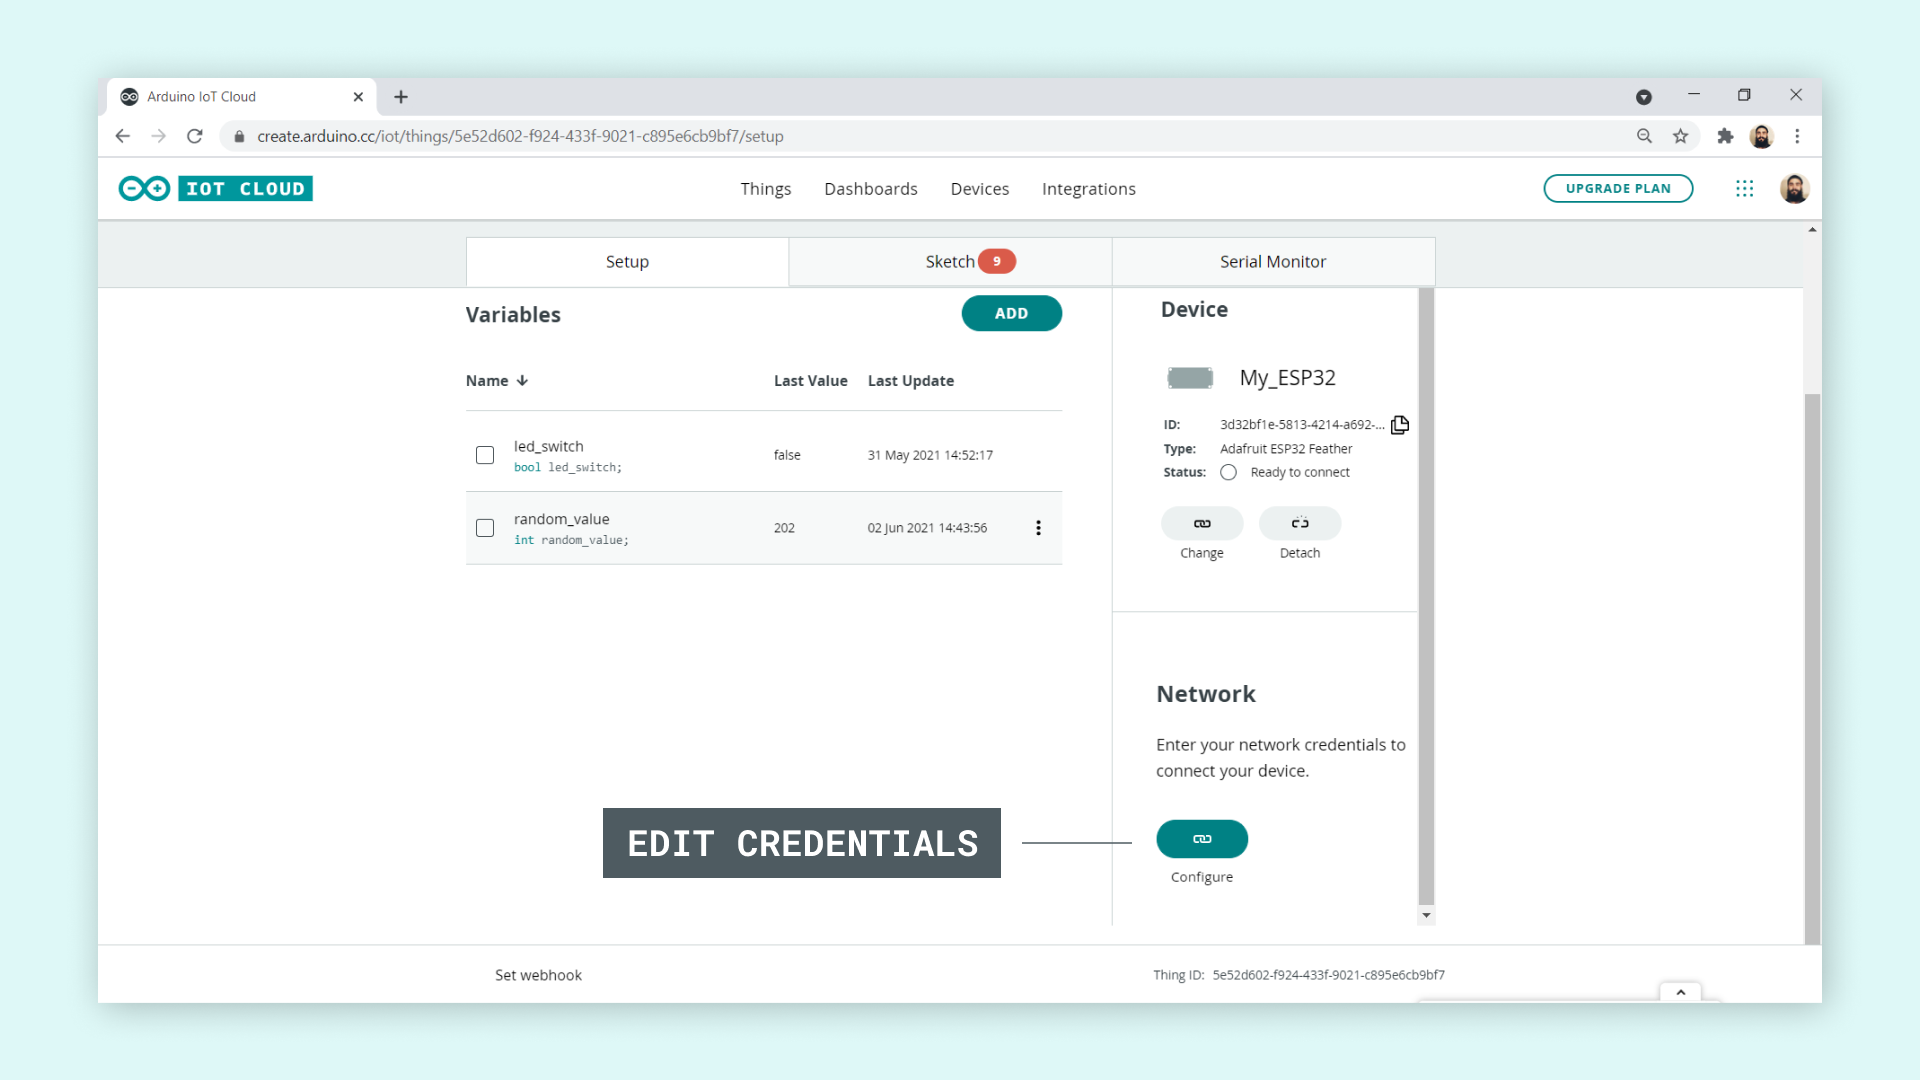 Arduino IoT Cloud
create.arduino.cc/iot/things/5e52d602-f924-433f-9021-c895e6cb9bf7/setup
IOT CLOUD
Things
Dashboards
Devices
Integrations
UPGRADE PLAN
Setup
Sketch 9
Serial Monitor
Variables
ADD
Name
Last Value
Last Update
led_switch
bool led_switch;
false
31 May 2021 14:52:17
random_value
int random_value;
202
02 Jun 2021 14:43:56
Device
My_ESP32
ID: 3d32bf1e-5813-4214-a692-...
Type: Adafruit ESP32 Feather
Status: Ready to connect
Change
Detach
Network
Enter your network credentials to
connect your device.
EDIT CREDENTIALS
Configure
Set webhook
Thing ID: 5e52d602-f924-433f-9021-c895e6cb9bf7